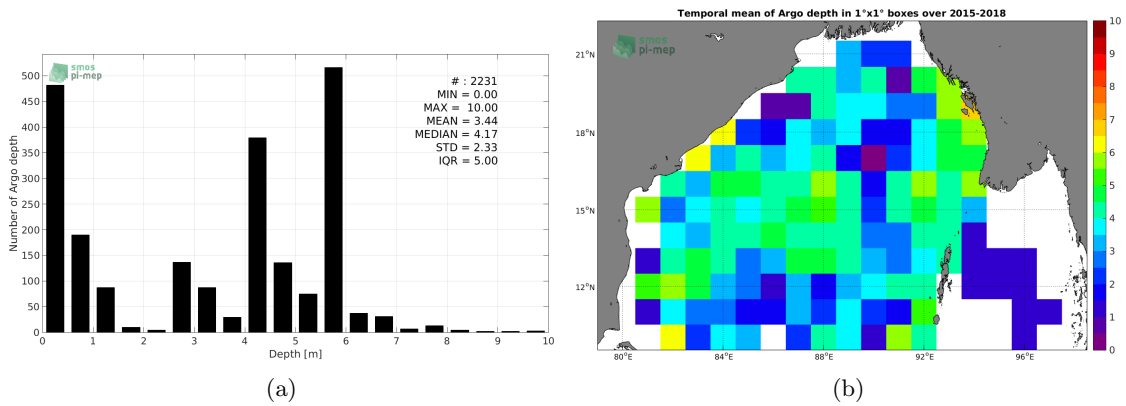 smos
pi-mep
# : 2231
MIN = 0.00
MAX = 10.00
MEAN = 3.44
MEDIAN = 4.17
STD = 2.33
IQR = 5.00
Number of Argo depth
500
450
400
350
300
250
200
150
100
50
0
0 1 2 3 4 5 6 7 8 9 10
Depth [m]
(a)
Temporal mean of Argo depth in 1°x1° boxes over 2015-2018
smos
pi-mep
21°N
18°N
15°N
12°N
80°E 84°E 88°E 92°E 96°E
10
9
8
7
6
5
4
3
2
1
0
(b)